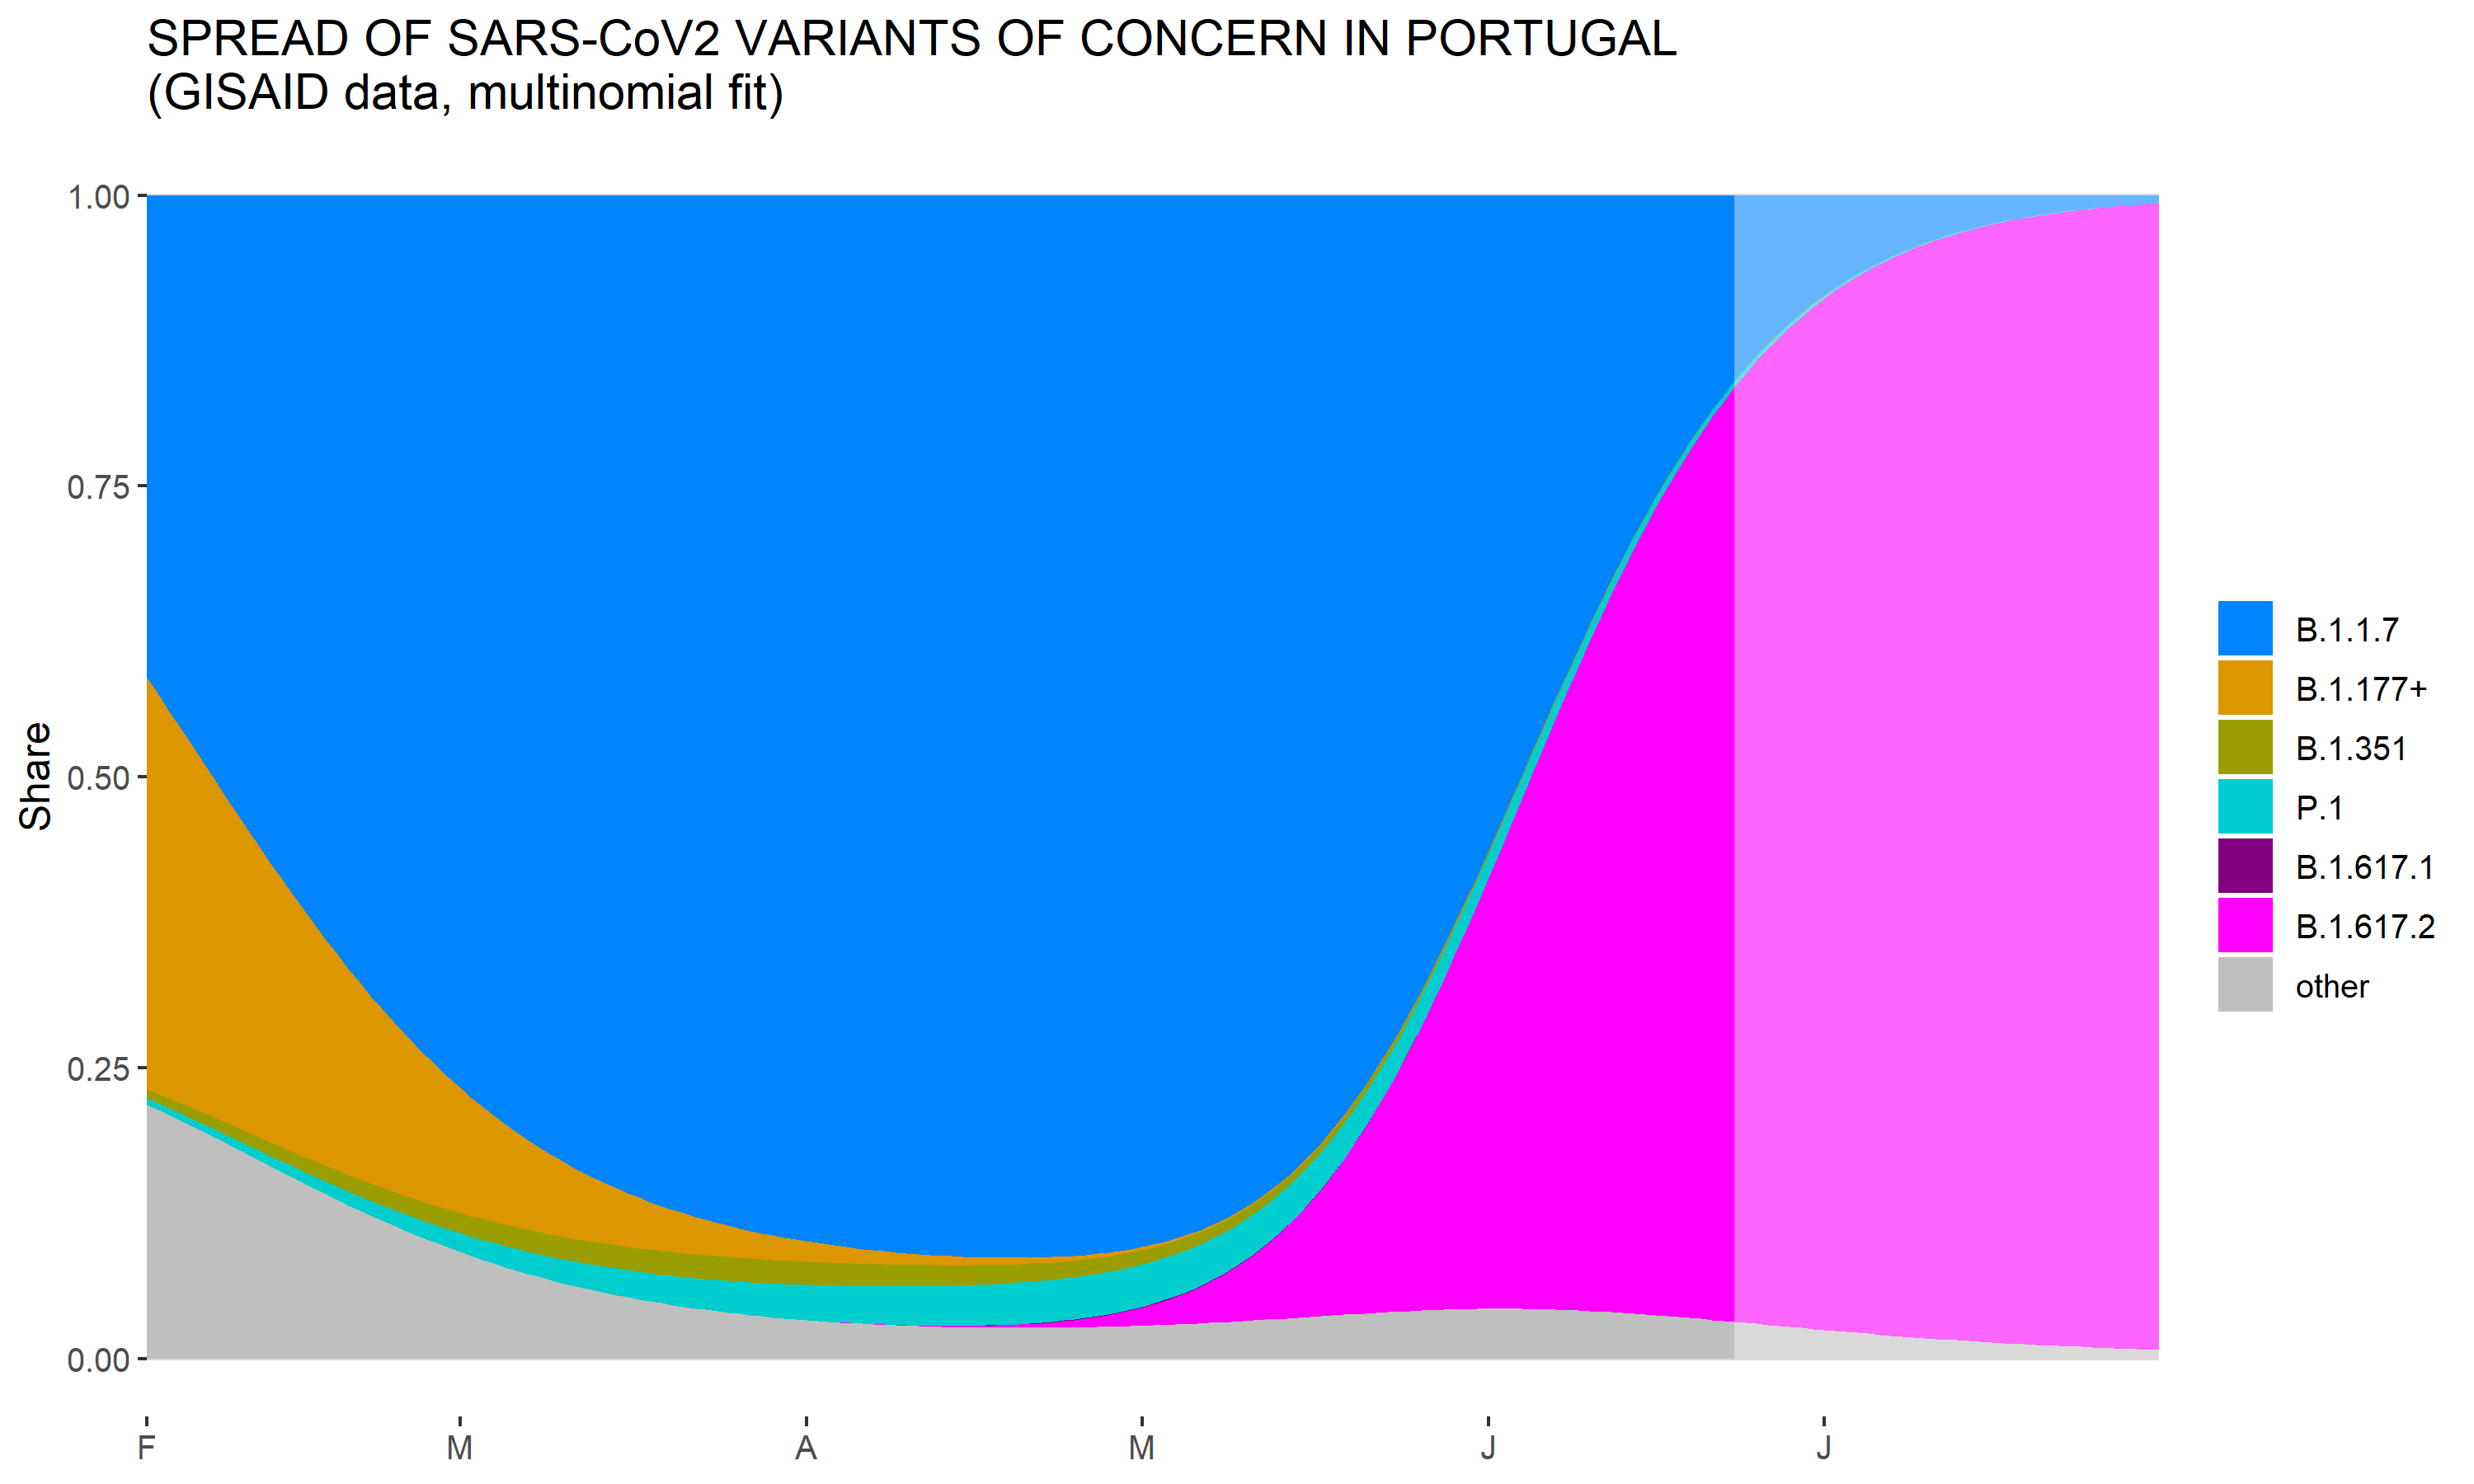 SPREAD OF SARS-CoV2 VARIANTS OF CONCERN IN PORTUGAL
(GISAID data, multinomial fit)
1.00
0.75
0.50
0.25
0.00
Share
F
M
A
M
J
J
B.1.1.7
B.1.177+
B.1.351
P.1
B.1.617.1
B.1.617.2
other